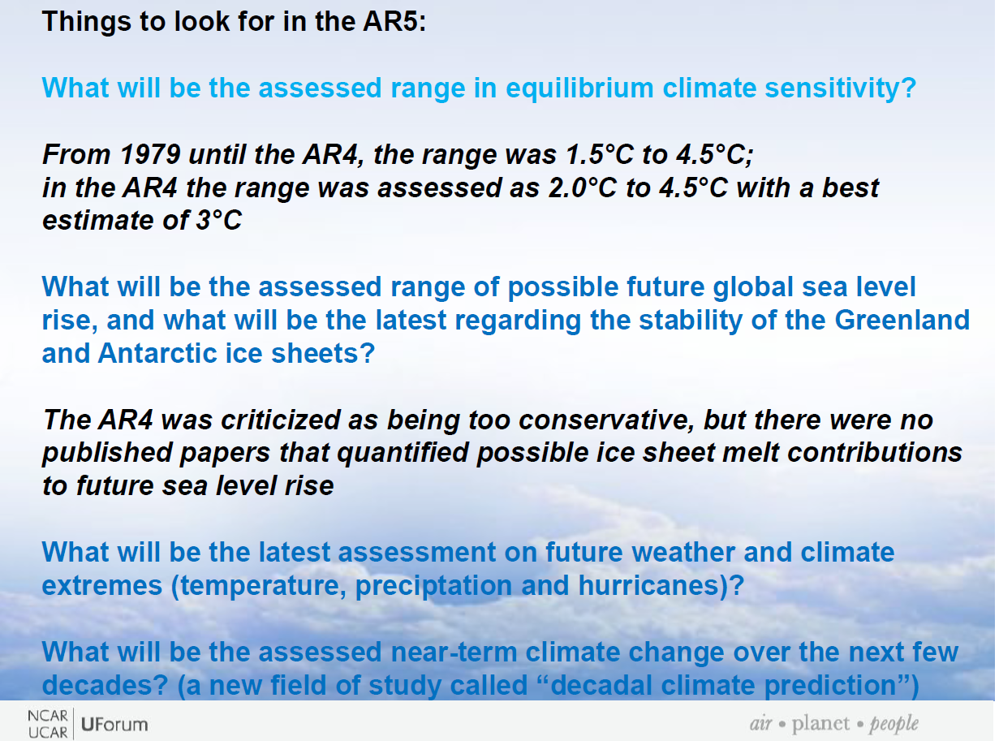 Things to look for in the AR5:
What will be the assessed range in equilibrium climate sensitivity?
From 1979 until the AR4, the range was 1.5°C to 4.5°C;
in the AR4 the range was assessed as 2.0°C to 4.5°C with a best
estimate of 3°C
What will be the assessed range of possible future global sea level
rise, and what will be the latest regarding the stability of the Greenland
and Antarctic ice sheets?
The AR4 was criticized as being too conservative, but there were no
published papers that quantified possible ice sheet melt contributions
to future sea level rise
What will be the latest assessment on future weather and climate
extremes (temperature, preciptation and hurricanes)?
What will be the assessed near-term climate change over the next few
decades? (a new field of study called “decadal climate prediction”)
NCAR
UCAR
UForum
air • planet • people